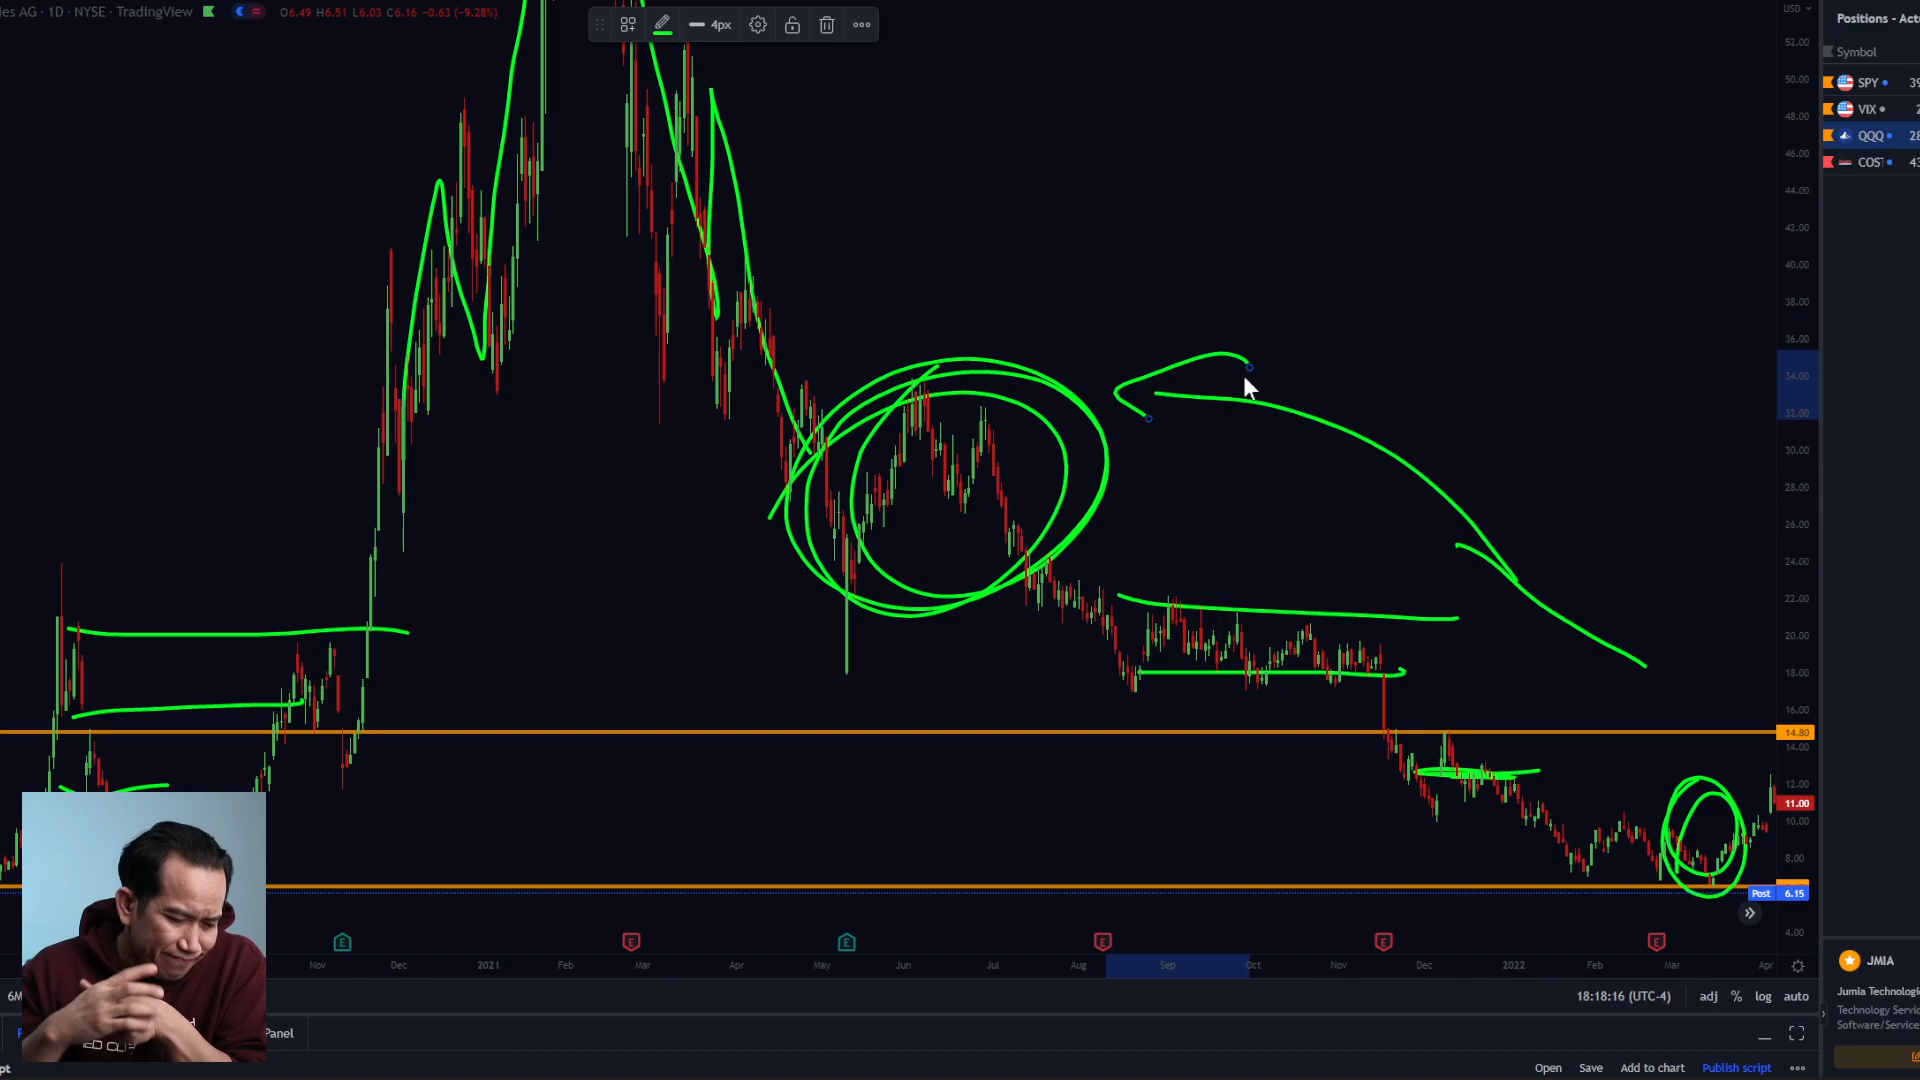 ies AG · 1D · NYSE · TradingView
O6.49 H6.51 L6.03 C6.16 −0.63 (−9.28%)
4px
USD
52.00
50.00
48.00
46.00
44.00
42.00
40.00
38.00
36.00
34.00
32.00
30.00
28.00
26.00
24.00
22.00
20.00
18.00
16.00
14.80
14.00
12.00
11.00
10.00
8.00
Post 6.15
4.00
Positions - Act
Symbol
SPY 39
VIX 2
QQQ 28
COST 43
E
E
E
E
E
E
Nov
Dec
2021
Feb
Mar
Apr
May
Jun
Jul
Aug
Sep
Oct
Nov
Dec
2022
Feb
Mar
Apr
6M
18:18:16 (UTC-4)
adj
%
log
auto
Panel
pt
Open
Save
Add to chart
Publish script
JMIA
Jumia Technologi
Technology Servic
Software/Service